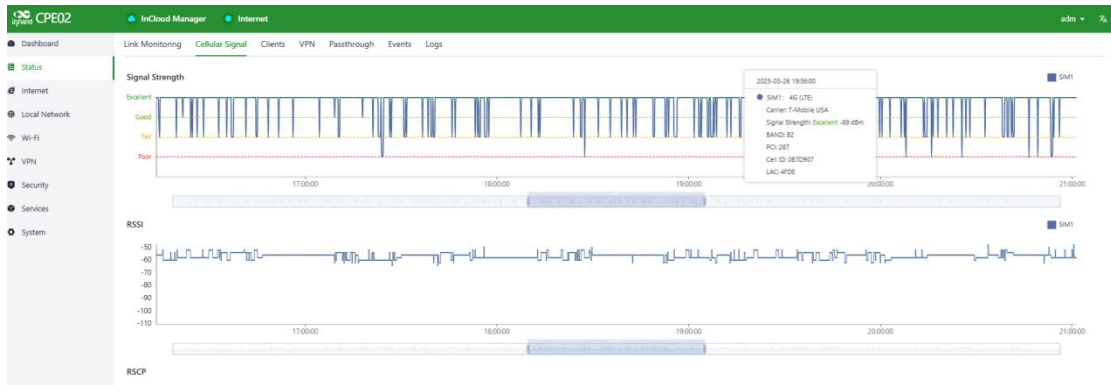 inhand CPE02
InCloud Manager Internet adm
Dashboard
Status
Internet
Local Network
Wi-Fi
VPN
Security
Services
System
Link Monitoring Cellular Signal Clients VPN Passthrough Events Logs
Signal Strength
SIM1
Excellent
Good
Fair
Poor
17:00:00 18:00:00 19:00:00 20:00:00 21:00:00
2025-05-26 19:36:00
SIM1: 4G (LTE)
Carrier: T-Mobile USA
Signal Strength: Excellent -89 dBm
BAND: B2
PCI: 287
Cell ID: 0B7D907
LAC: 4FDE
RSSI
SIM1
-50
-60
-70
-80
-90
-100
-110
17:00:00 18:00:00 19:00:00 20:00:00 21:00:00
RSCP